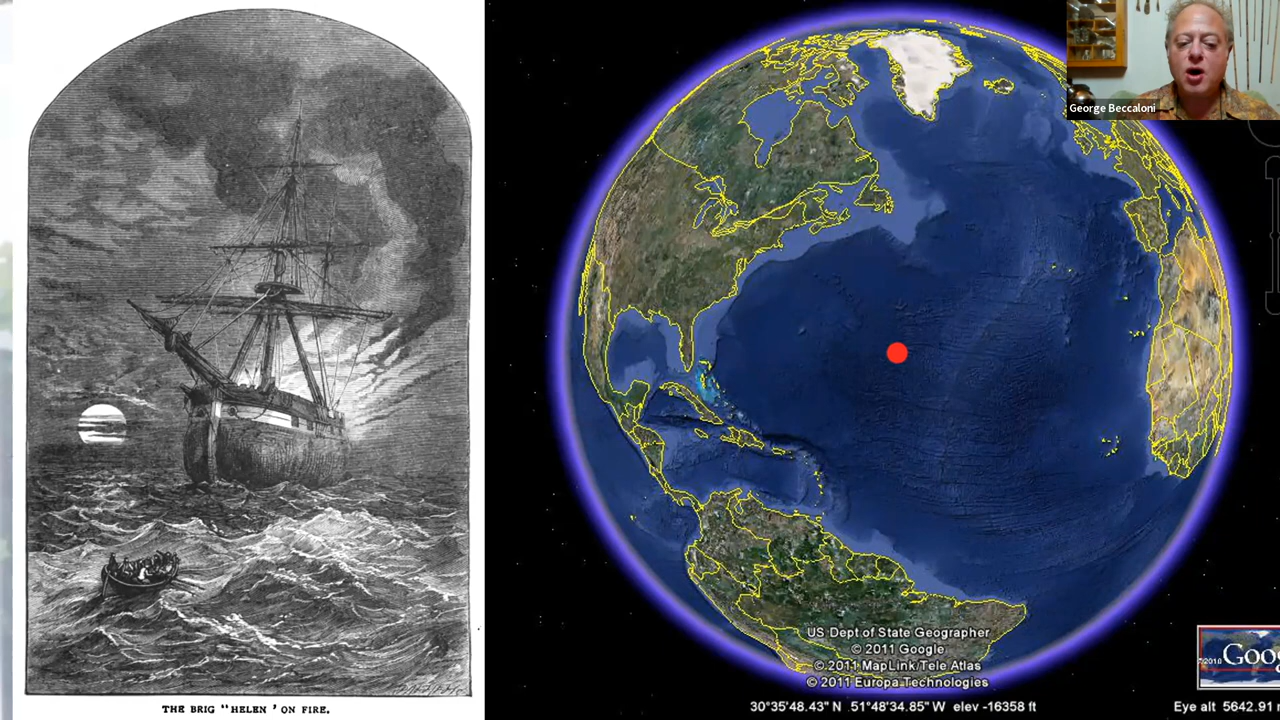 THE BRIG "HELEN' ON FIRE.
George Beccaloni
US Dept of State Geographer
© 2011 Google
© 2011 MapLink/Tele Atlas
© 2011 Europa Technologies
30°35'48.43" N 51°48'34.85" W elev -16358 ft
Eye alt 5642.91